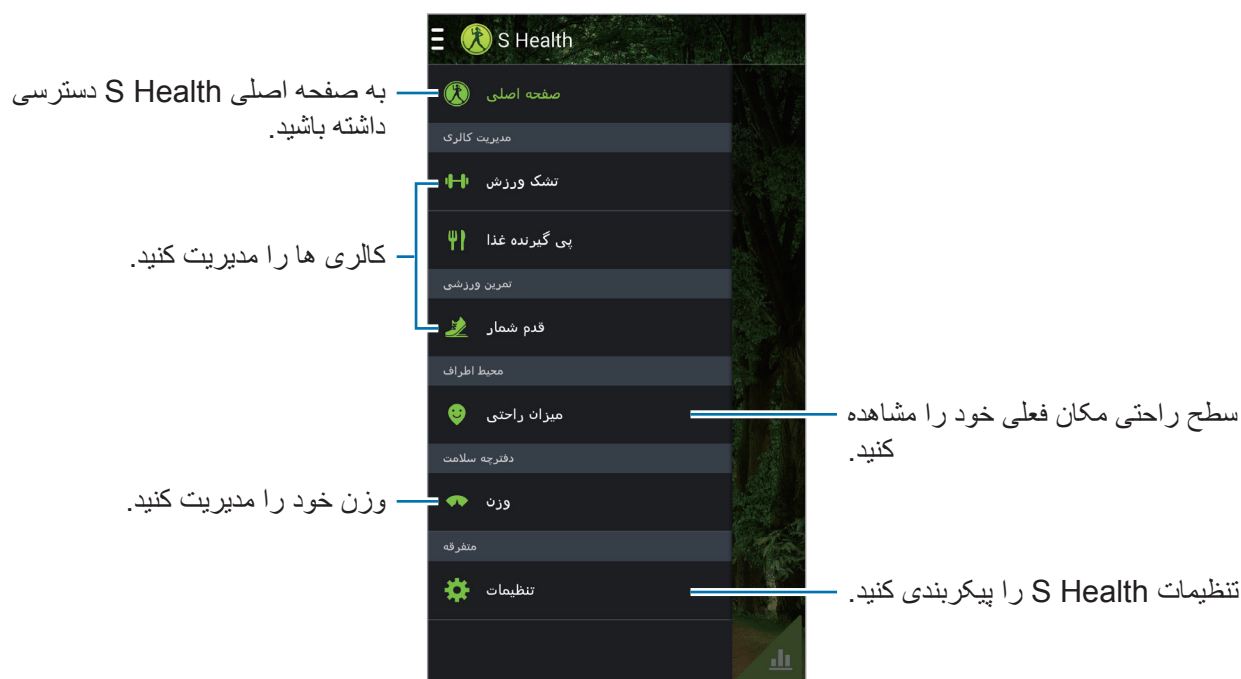 S Health
به صفحه اصلی S Health دسترسی
داشته باشید.
صفحه اصلی
مدیریت کالری
تشک ورزش
پی گیرنده غذا
کالری ها را مدیریت کنید.
تمرین ورزشی
قدم شمار
محیط اطراف
میزان راحتی
سطح راحتی مکان فعلی خود را مشاهده
کنید.
دفترچه سلامت
وزن
وزن خود را مدیریت کنید.
متفرقه
تنظیمات
تنظیمات S Health را پیکربندی کنید.